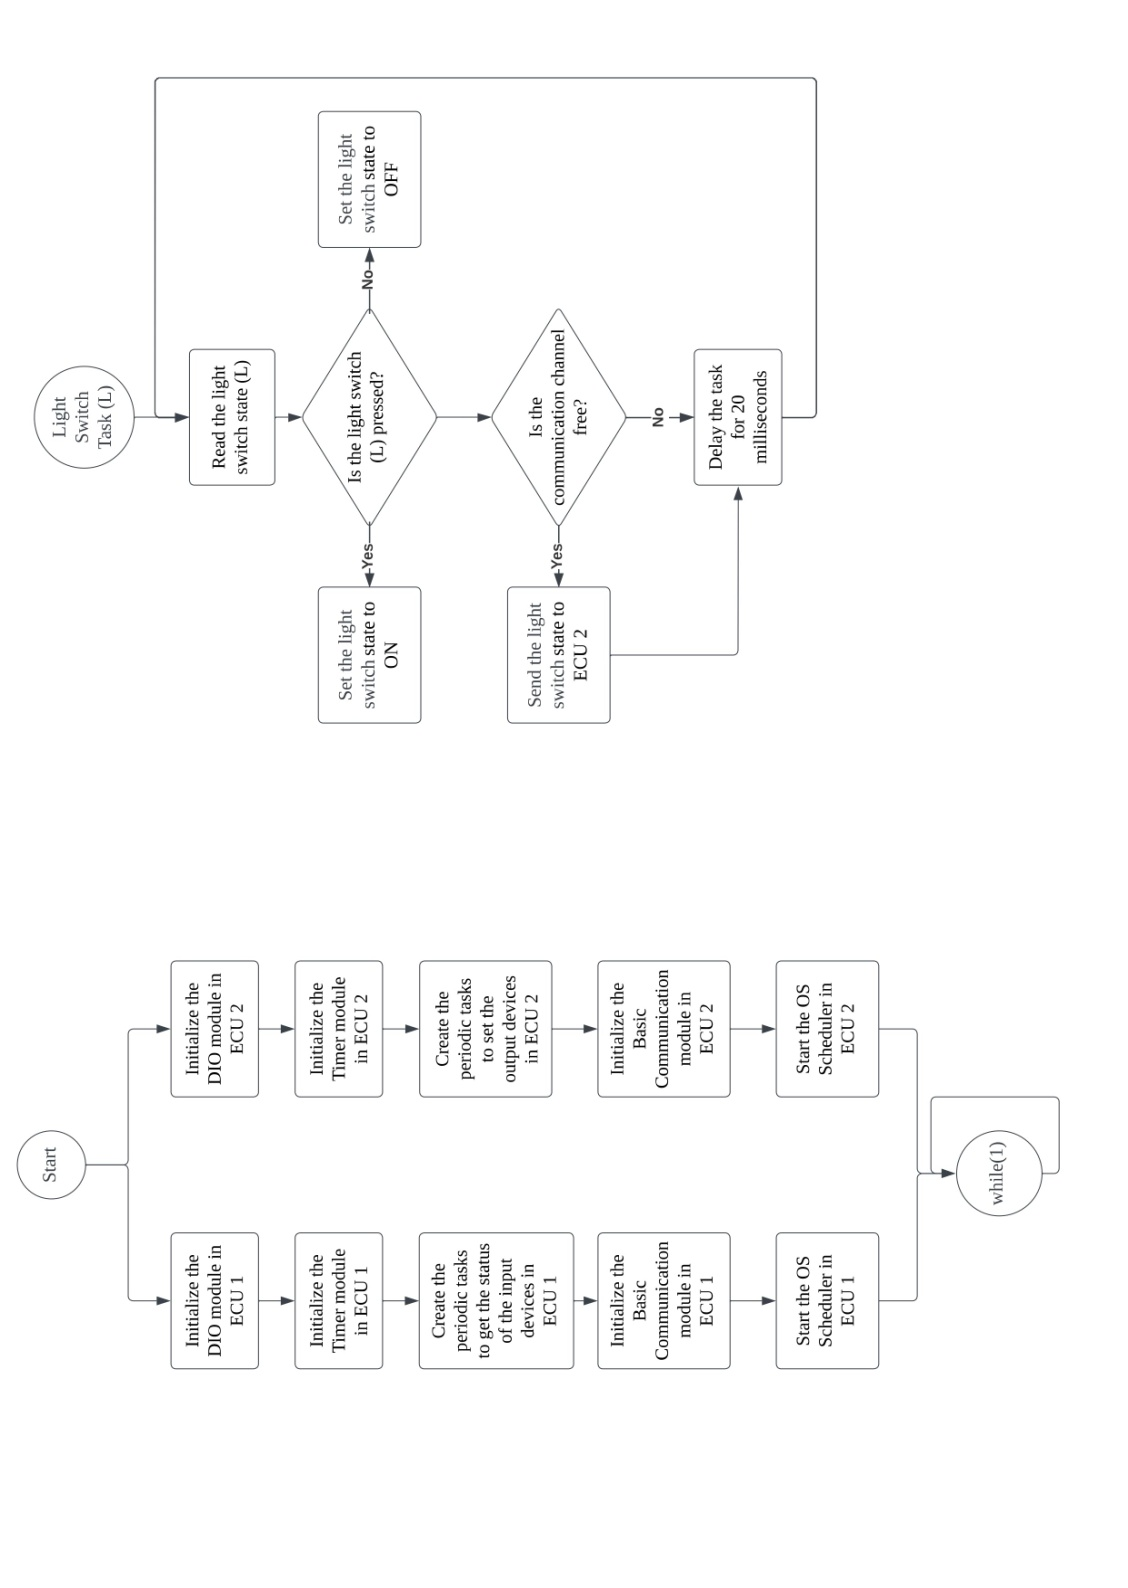 Start
Initialize the
DIO module in
ECU 1
Initialize the
Timer module
in ECU 1
Create the
periodic tasks
to get the status
of the input
devices in
ECU 1
Initialize the
Basic
Communication
module in
ECU 1
Start the OS
Scheduler in
ECU 1
Initialize the
DIO module in
ECU 2
Initialize the
Timer module
in ECU 2
Create the
periodic tasks
to set the
output devices
in ECU 2
Initialize the
Basic
Communication
module in
ECU 2
Start the OS
Scheduler in
ECU 2
while(1)
Light
Switch
Task (L)
Read the light
switch state (L)
Is the light switch
(L) pressed?
Yes
Set the light
switch state to
ON
No
Set the light
switch state to
OFF
Is the
communication channel
free?
Yes
Send the light
switch state to
ECU 2
No
Delay the task
for 20
milliseconds